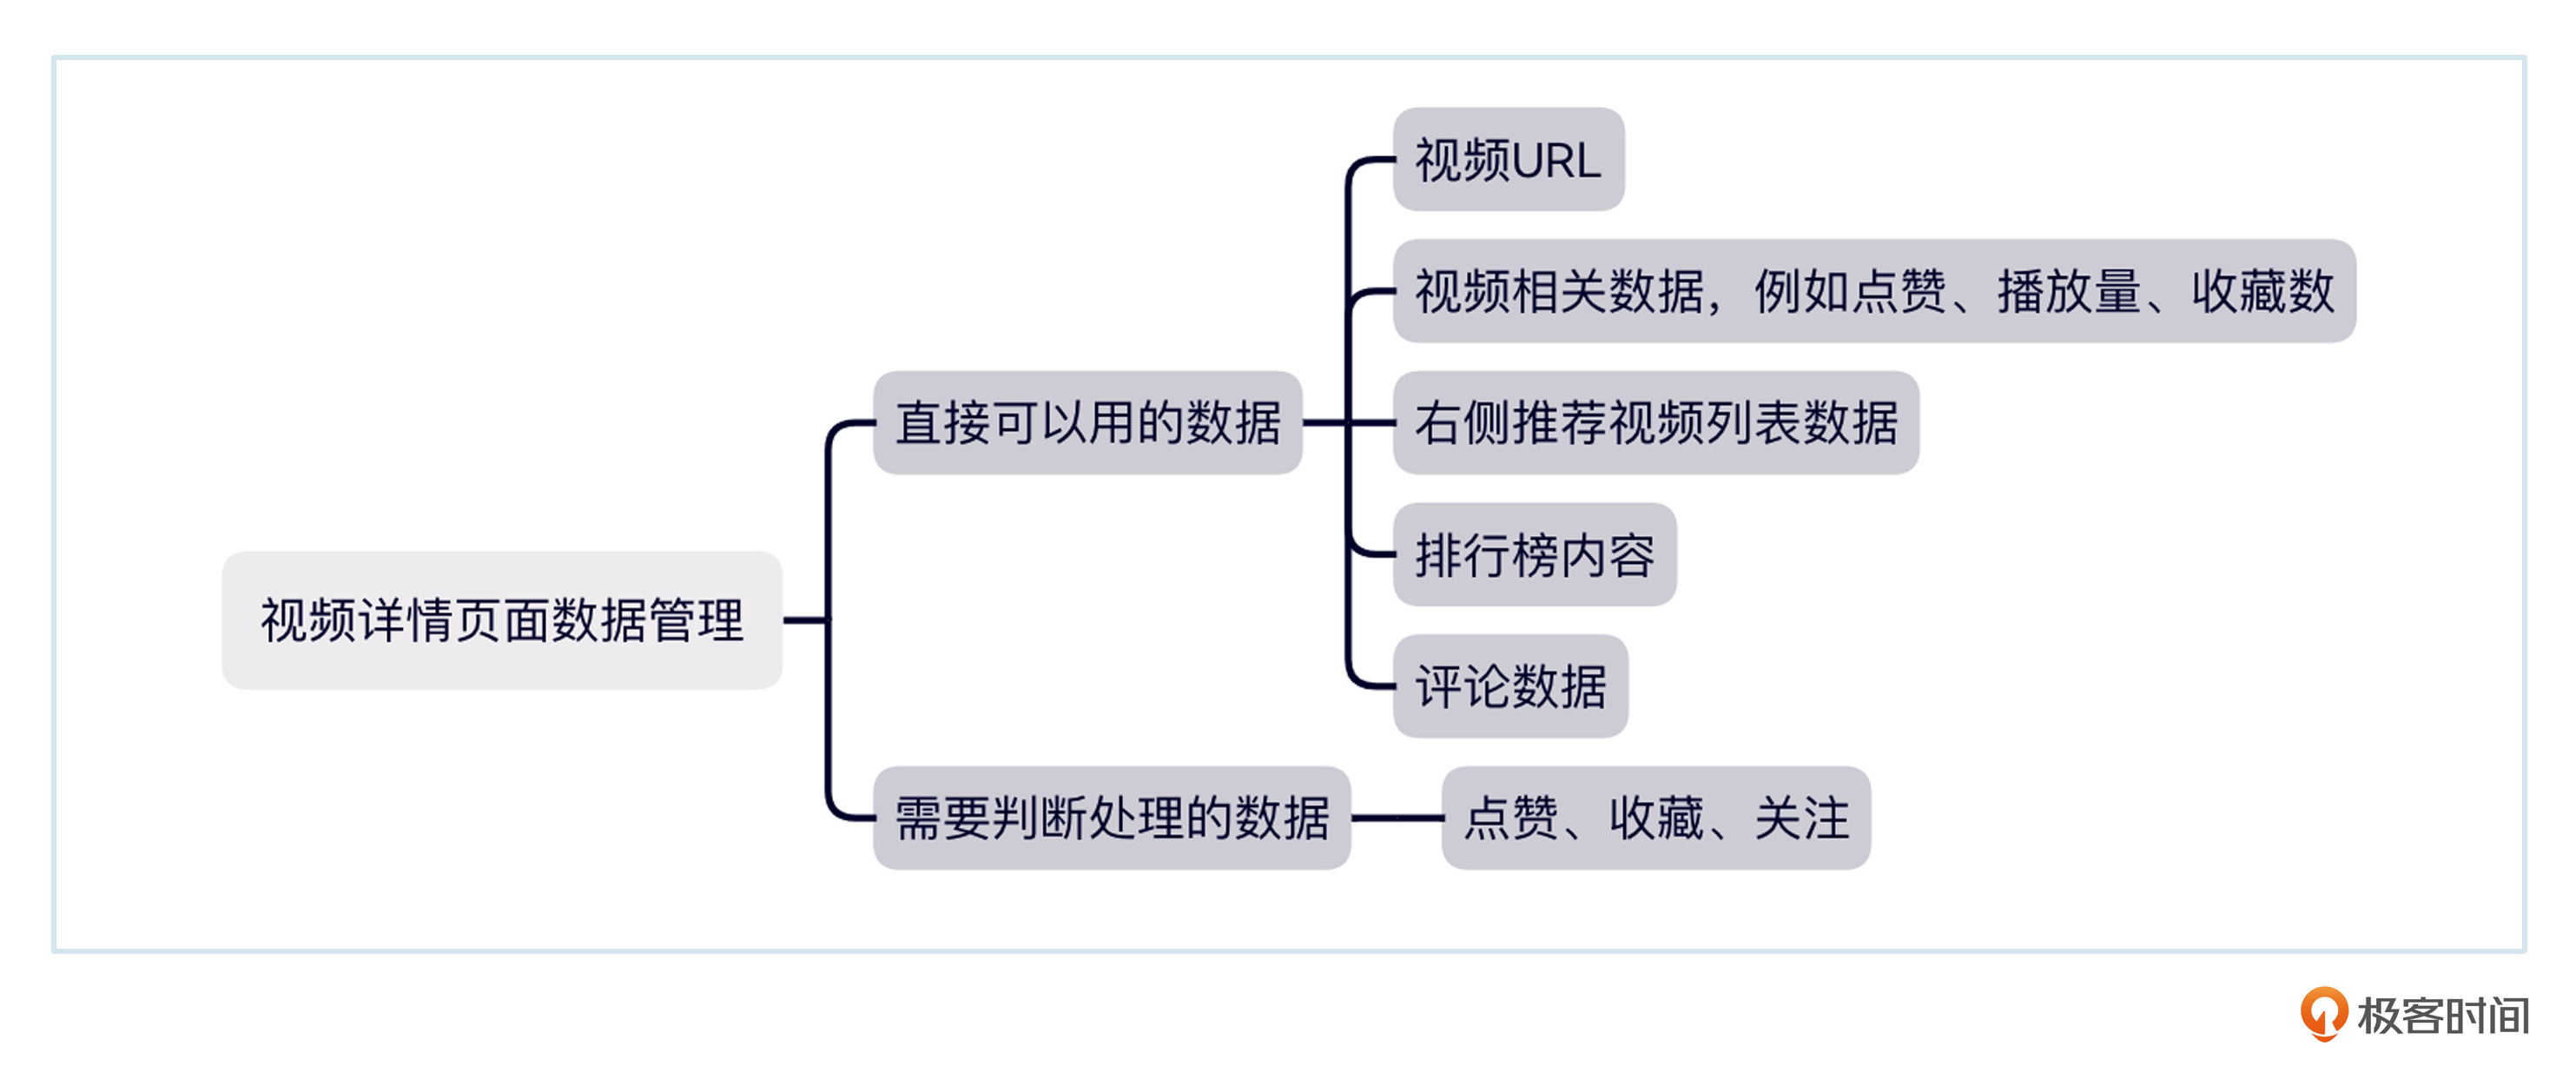 视频详情页面数据管理
直接可以用的数据
视频URL
视频相关数据，例如点赞、播放量、收藏数
右侧推荐视频列表数据
排行榜内容
评论数据
需要判断处理的数据
点赞、收藏、关注
极客时间